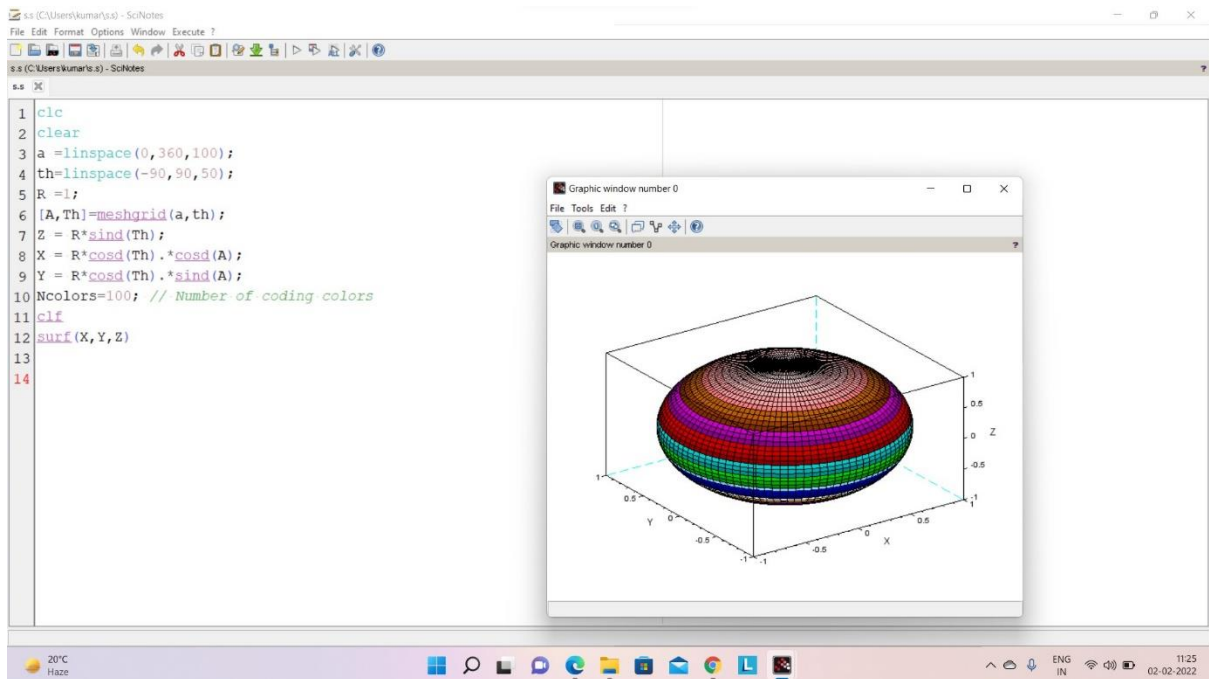 s.s (C:\Users\kumar\s.s) - SciNotes
File Edit Format Options Window Execute ?
s.s (C:\Users\kumar\s.s) - SciNotes
?
s.s
1 clc
2 clear
3 a =linspace(0,360,100);
4 th=linspace(-90,90,50);
5 R =1;
6 [A,Th]=meshgrid(a,th);
7 Z = R*sind(Th);
8 X = R*cosd(Th).*cosd(A);
9 Y = R*cosd(Th).*sind(A);
10 Ncolors=100; // Number of coding colors
11 clf
12 surf(X,Y,Z)
13
14
Graphic window number 0
File Tools Edit ?
Graphic window number 0
?
1
0.5
0
-0.5
-1
Z
1
0.5
0
-0.5
-1
Y
-1
-0.5
0
0.5
1
X
20°C
Haze
L
ENG
IN
11:25
02-02-2022